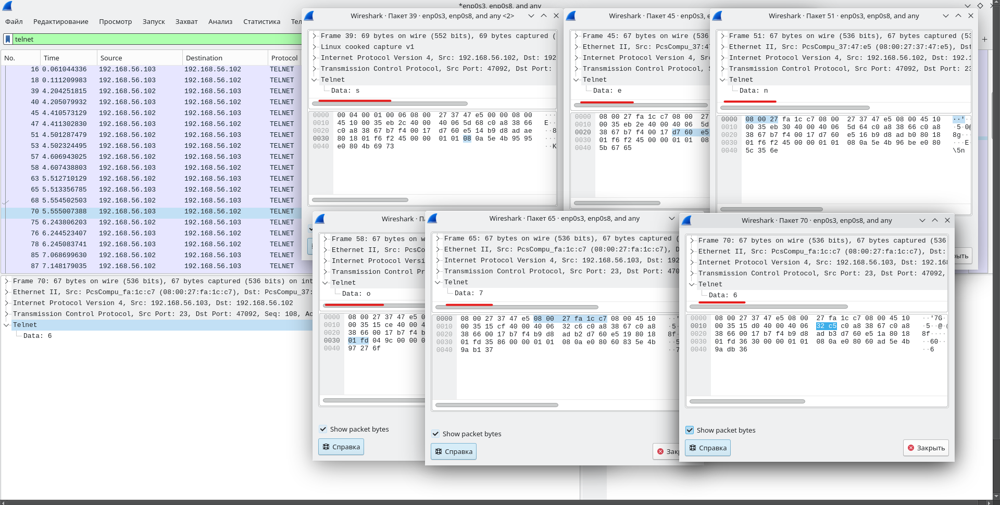 *enp0s3, enp0s8, and any
Файл Редактирование Просмотр Запуск Захват Анализ Статистика
telnet
No. Time Source Destination Protocol
16 0.061044336 192.168.56.103 192.168.56.102 TELNET
18 0.111209983 192.168.56.103 192.168.56.102 TELNET
39 4.204251815 192.168.56.102 192.168.56.103 TELNET
40 4.205079932 192.168.56.103 192.168.56.102 TELNET
45 4.410573129 192.168.56.102 192.168.56.103 TELNET
47 4.411302830 192.168.56.103 192.168.56.102 TELNET
51 4.501287479 192.168.56.102 192.168.56.103 TELNET
53 4.502324495 192.168.56.103 192.168.56.102 TELNET
57 4.606943025 192.168.56.102 192.168.56.103 TELNET
58 4.607438803 192.168.56.103 192.168.56.102 TELNET
63 5.512710129 192.168.56.102 192.168.56.103 TELNET
65 5.513356785 192.168.56.103 192.168.56.102 TELNET
68 5.554502503 192.168.56.102 192.168.56.103 TELNET
70 5.555007388 192.168.56.103 192.168.56.102 TELNET
75 6.243806203 192.168.56.102 192.168.56.103 TELNET
76 6.244523407 192.168.56.103 192.168.56.102 TELNET
78 6.245083741 192.168.56.103 192.168.56.102 TELNET
85 7.068699630 192.168.56.102 192.168.56.103 TELNET
87 7.148179035 192.168.56.102 192.168.56.103 TELNET
Frame 70: 67 bytes on wire (536 bits), 67 bytes captured (536 bits) on int
Ethernet II, Src: PcsCompu_fa:1c:c7 (08:00:27:fa:1c:c7), Dst: PcsCompu_37:
Internet Protocol Version 4, Src: 192.168.56.103, Dst: 192.168.56.102
Transmission Control Protocol, Src Port: 23, Dst Port: 47092, Seq: 108, Ac
Telnet
Data: 6
Wireshark · Пакет 39 · enp0s3, enp0s8, and any <2>
Frame 39: 69 bytes on wire (552 bits), 69 bytes captured (
Linux cooked capture v1
Internet Protocol Version 4, Src: 192.168.56.102, Dst: 192
Transmission Control Protocol, Src Port: 47092, Dst Port:
Telnet
Data: s
0000 00 04 00 01 00 06 08 00 27 37 47 e5 00 00 08 00 ···
0010 45 10 00 35 eb 2c 40 00 40 06 5d 68 c0 a8 38 66 E··
0020 c0 a8 38 67 b7 f4 00 17 d7 60 e5 14 b9 d8 ad ae ··8
0030 80 18 01 f6 f2 45 00 00 01 01 08 0a 5e 4b 95 95 ···
0040 e0 80 4b 69 73 ··K
Wireshark · Пакет 45 · enp0s3, e
Frame 45: 67 bytes on wire (536
Ethernet II, Src: PcsCompu_37:4
Internet Protocol Version 4, Sr
Transmission Control Protocol,
Telnet
Data: e
0000 08 00 27 fa 1c c7 08 00 27
0010 00 35 eb 2e 40 00 40 06 5d
0020 38 67 b7 f4 00 17 d7 60 e5
0030 01 f6 f2 45 00 00 01 01 08
0040 5b 67 65
Wireshark · Пакет 51 · enp0s3, enp0s8, and any
Frame 51: 67 bytes on wire (536 bits), 67 bytes captured (53
Ethernet II, Src: PcsCompu_37:47:e5 (08:00:27:37:47:e5), Dst
Internet Protocol Version 4, Src: 192.168.56.102, Dst: 192.1
Transmission Control Protocol, Src Port: 47092, Dst Port: 23
Telnet
Data: n
0000 08 00 27 fa 1c c7 08 00 27 37 47 e5 08 00 45 10 ··'·
0010 00 35 eb 30 40 00 40 06 5d 64 c0 a8 38 66 c0 a8 ·5·0@
0020 38 67 b7 f4 00 17 d7 60 e5 16 b9 d8 ad b0 80 18 8g··
0030 01 f6 f2 45 00 00 01 01 08 0a 5e 4b 96 be e0 80 ···E
0040 5c 35 6e \5n
рыть
Wireshark · П
Frame 58: 67 bytes on w
Ethernet II, Src: PcsCo
Internet Protocol Versi
Transmission Control Pr
Telnet
Data: o
0000 08 00 27 37 47 e5 0
0010 00 35 15 ce 40 00 4
0020 38 66 00 17 b7 f4 b
0030 01 fd 04 9c 00 00 0
0040 97 27 6f
Show packet bytes
Справка
Wireshark · Пакет 65 · enp0s3, enp0s8, and any
Frame 65: 67 bytes on wire (536 bits), 67 bytes captured (
Ethernet II, Src: PcsCompu_fa:1c:c7 (08:00:27:fa:1c:c7), D
Internet Protocol Version 4, Src: 192.168.56.103, Dst: 192
Transmission Control Protocol, Src Port: 23, Dst Port: 470
Telnet
Data: 7
0000 08 00 27 37 47 e5 08 00 27 fa 1c c7 08 00 45 10 ··'
0010 00 35 15 cf 40 00 40 06 32 c6 c0 a8 38 67 c0 a8 ·5·
0020 38 66 00 17 b7 f4 b9 d8 ad b2 d7 60 e5 19 80 18 8f·
0030 01 fd 35 86 00 00 01 01 08 0a e0 80 60 83 5e 4b ··5
0040 9a b1 37 ··7
Show packet bytes
Справка
Зак
Wireshark · Пакет 70 · enp0s3, enp0s8, and any
Frame 70: 67 bytes on wire (536 bits), 67 bytes captured (536
Ethernet II, Src: PcsCompu_fa:1c:c7 (08:00:27:fa:1c:c7), Dst:
Internet Protocol Version 4, Src: 192.168.56.103, Dst: 192.168
Transmission Control Protocol, Src Port: 23, Dst Port: 47092,
Telnet
Data: 6
0000 08 00 27 37 47 e5 08 00 27 fa 1c c7 08 00 45 10 ··'7G·
0010 00 35 15 d0 40 00 40 06 32 c5 c0 a8 38 67 c0 a8 ·5··@·
0020 38 66 00 17 b7 f4 b9 d8 ad b3 d7 60 e5 1a 80 18 8f····
0030 01 fd 36 30 00 00 01 01 08 0a e0 80 60 ad 5e 4b ··60··
0040 9a db 36 ··6
Show packet bytes
Справка
Закрыть